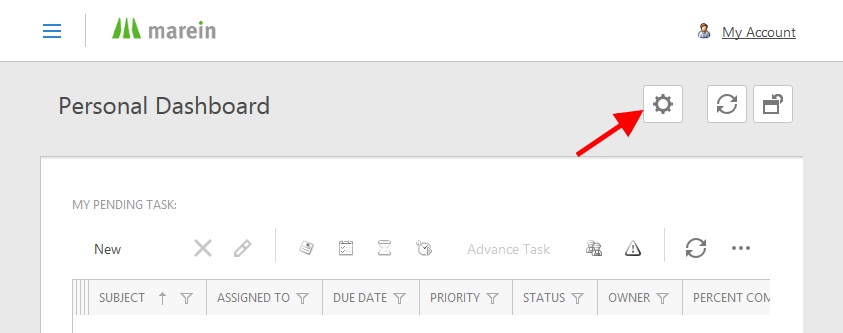 marein
My Account
Personal Dashboard
MY PENDING TASK:
New Advance Task
SUBJECT ASSIGNED TO DUE DATE PRIORITY STATUS OWNER PERCENT COM